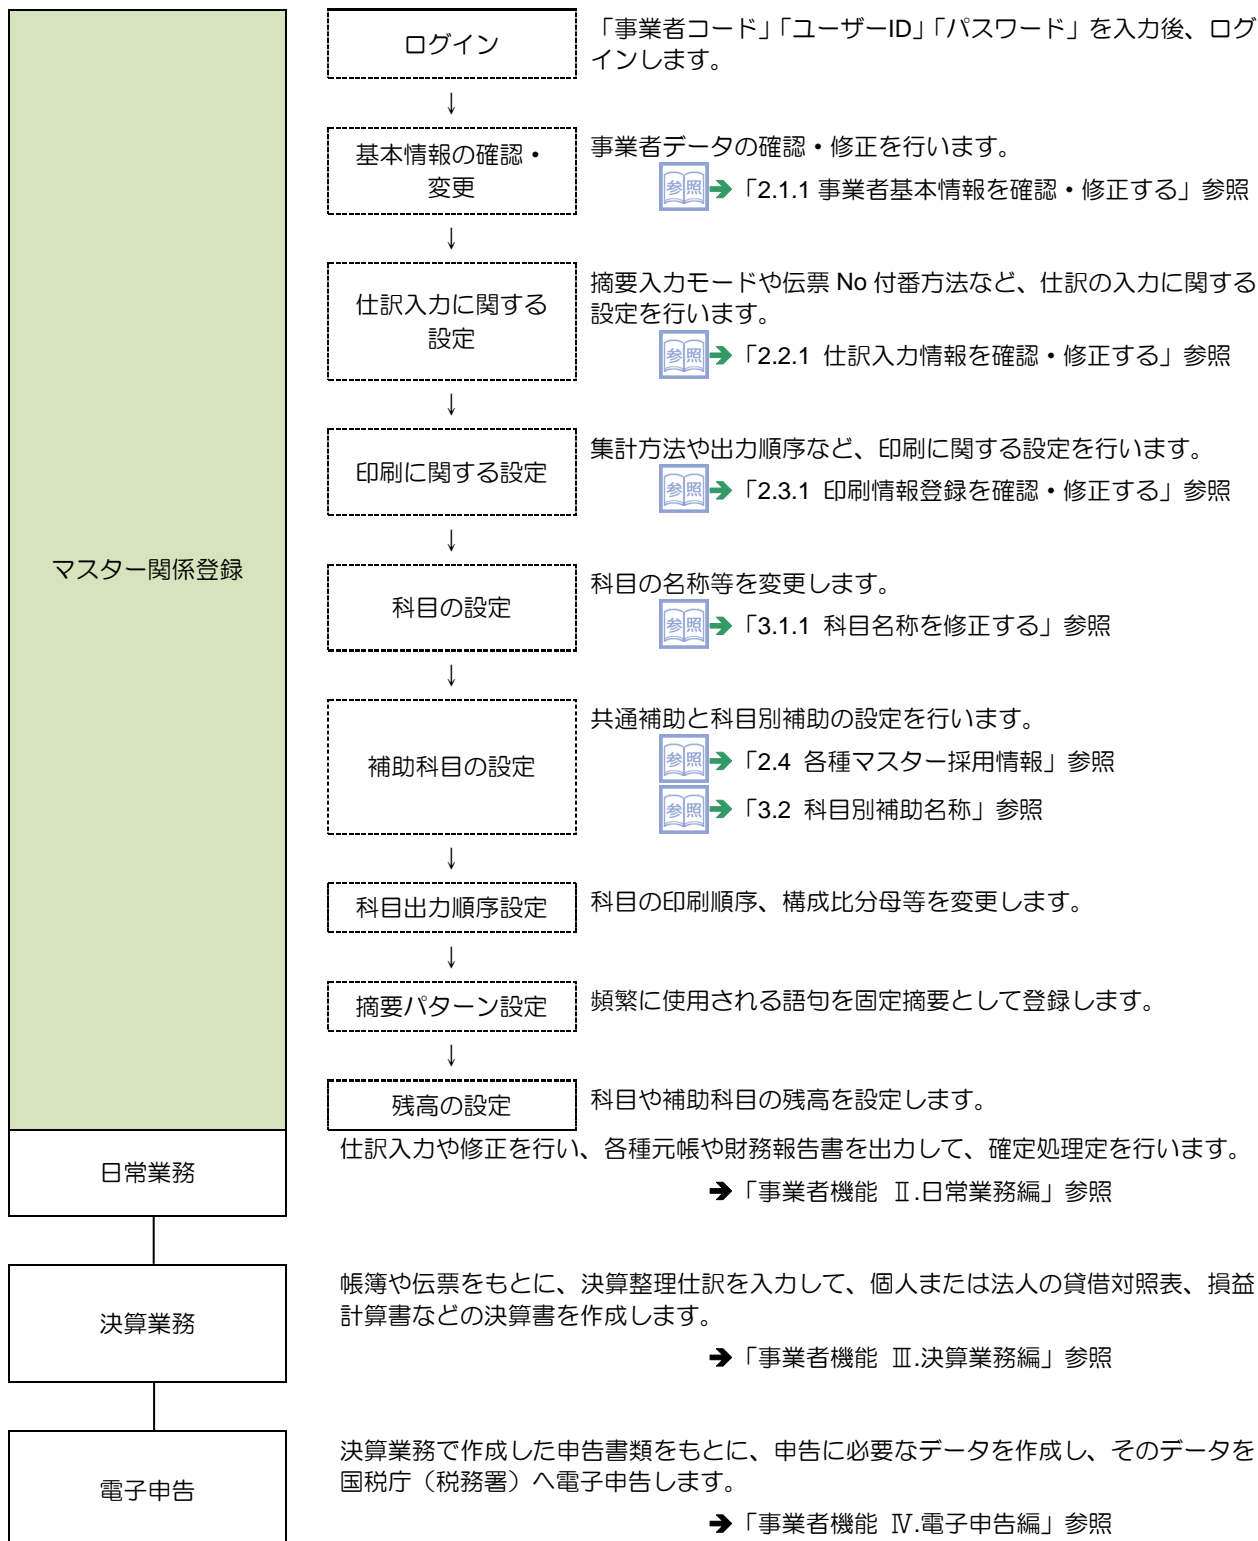 マスター関係登録
ログイン
「事業者コード」「ユーザーID」「パスワード」を入力後、ログ
インします。
↓
基本情報の確認・
変更
事業者データの確認・修正を行います。
参照➔「2.1.1 事業者基本情報を確認・修正する」参照
↓
仕訳入力に関する
設定
摘要入力モードや伝票 No 付番方法など、仕訳の入力に関する
設定を行います。
参照➔「2.2.1 仕訳入力情報を確認・修正する」参照
↓
印刷に関する設定
集計方法や出力順序など、印刷に関する設定を行います。
参照➔「2.3.1 印刷情報登録を確認・修正する」参照
↓
科目の設定
科目の名称等を変更します。
参照➔「3.1.1 科目名称を修正する」参照
↓
補助科目の設定
共通補助と科目別補助の設定を行います。
参照➔「2.4 各種マスター採用情報」参照
参照➔「3.2 科目別補助名称」参照
↓
科目出力順序設定
科目の印刷順序、構成比分母等を変更します。
↓
摘要パターン設定
頻繁に使用される語句を固定摘要として登録します。
↓
残高の設定
科目や補助科目の残高を設定します。
日常業務
仕訳入力や修正を行い、各種元帳や財務報告書を出力して、確定処理定を行います。
➔「事業者機能 Ⅱ.日常業務編」参照
決算業務
帳簿や伝票をもとに、決算整理仕訳を入力して、個人または法人の貸借対照表、損益
計算書などの決算書を作成します。
➔「事業者機能 Ⅲ.決算業務編」参照
電子申告
決算業務で作成した申告書類をもとに、申告に必要なデータを作成し、そのデータを
国税庁（税務署）へ電子申告します。
➔「事業者機能 Ⅳ.電子申告編」参照